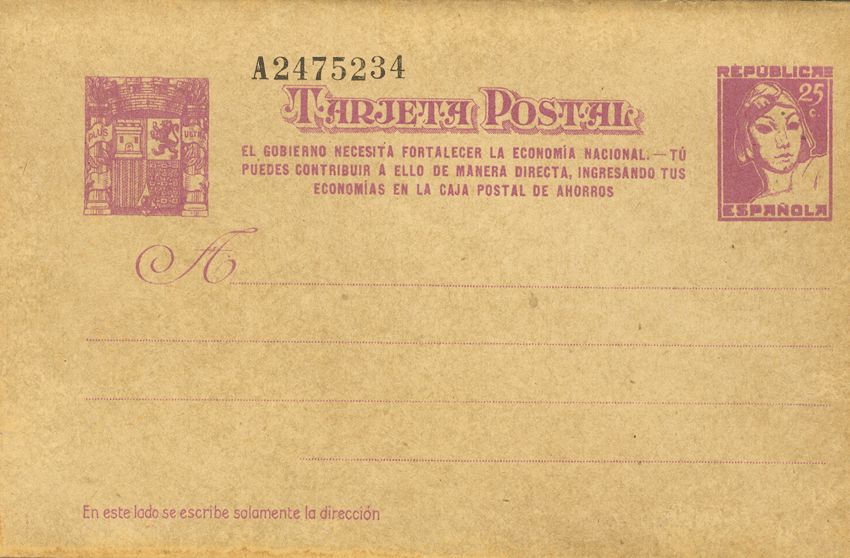 A2475234
TARJETA POSTAL
EL GOBIERNO NECESITA FORTALECER LA ECONOMÍA NACIONAL.—TÚ
PUEDES CONTRIBUIR Á ELLO DE MANERA DIRECTA, INGRESANDO TUS
ECONOMÍAS EN LA CAJA POSTAL DE AHORROS
PLUS ULTRA
REPÚBLICA
25
C
ESPAÑOLA
A
En este lado se escribe solamente la dirección